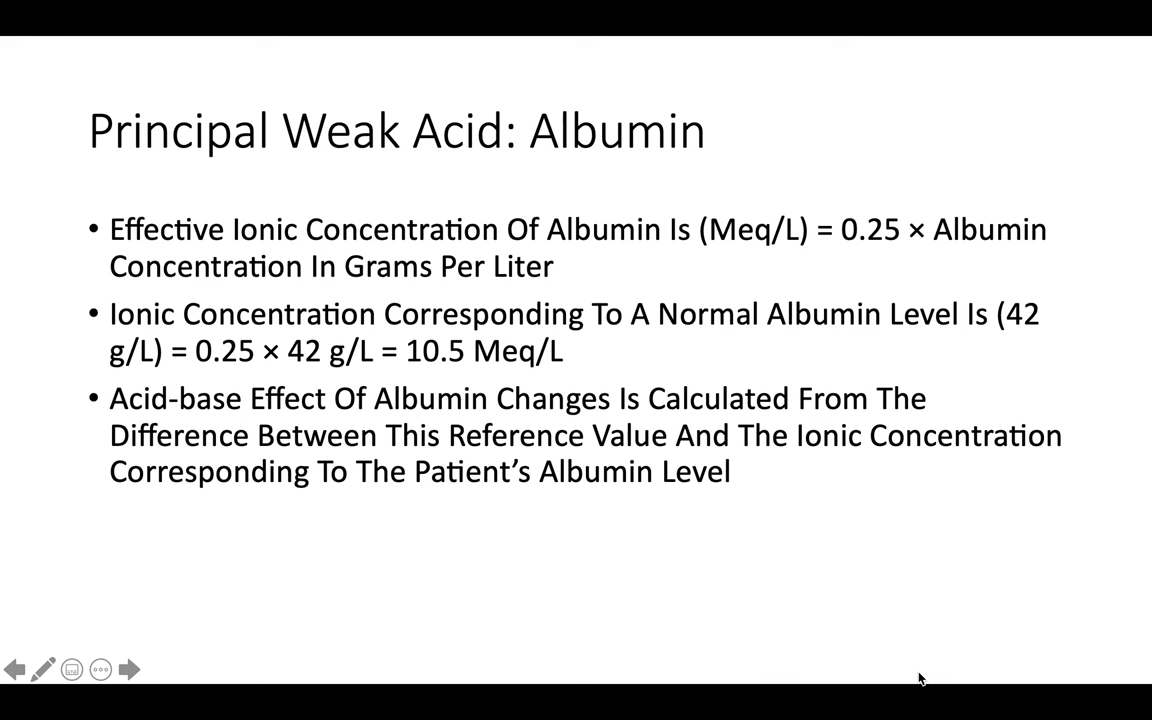 Principal Weak Acid: Albumin
• Effective Ionic Concentration Of Albumin Is (Meq/L) = 0.25 × Albumin
Concentration In Grams Per Liter
• Ionic Concentration Corresponding To A Normal Albumin Level Is (42
g/L) = 0.25 × 42 g/L = 10.5 Meq/L
• Acid-base Effect Of Albumin Changes Is Calculated From The
Difference Between This Reference Value And The Ionic Concentration
Corresponding To The Patient’s Albumin Level